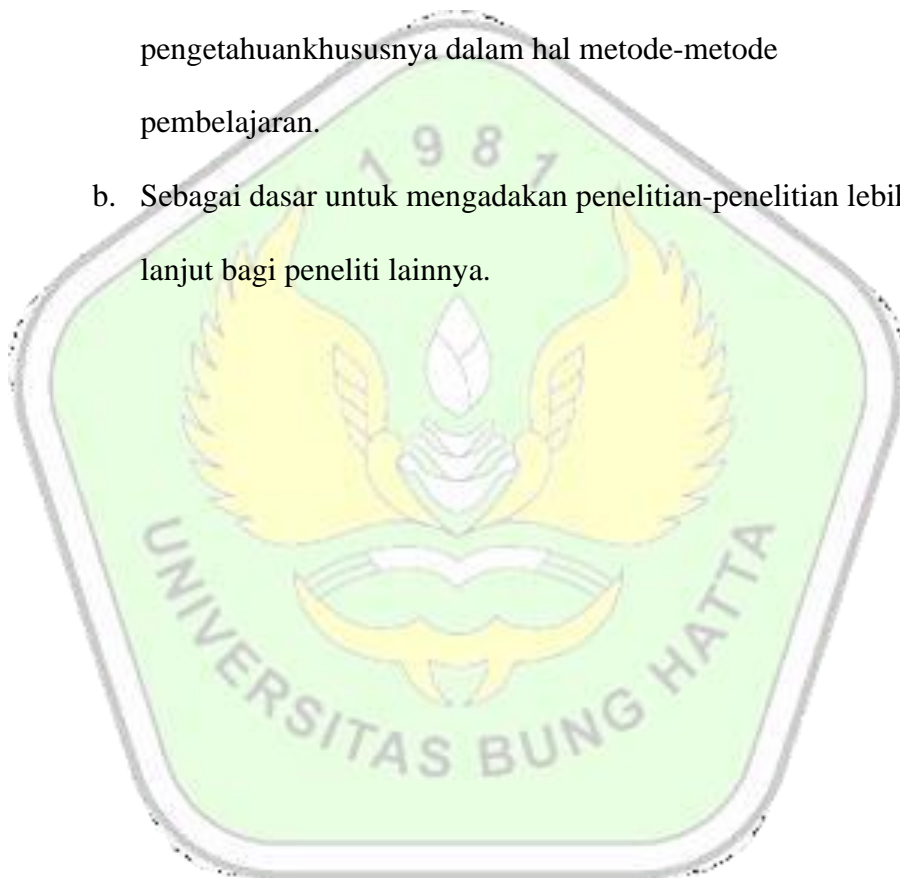 pengetahuankhususnya dalam hal metode-metode
pembelajaran.
1981
b. Sebagai dasar untuk mengadakan penelitian-penelitian lebih
lanjut bagi peneliti lainnya.
UNIVERSITAS BUNG HATTA